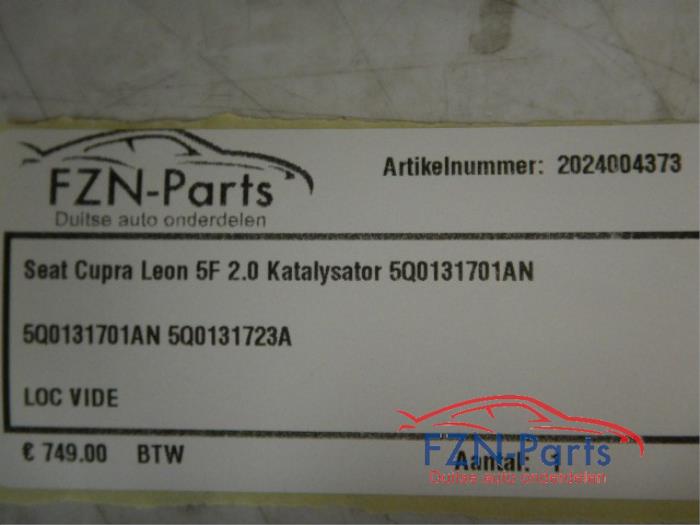 Artikelnummer: 2024004373
FZN-Parts
Duitse auto onderdelen
Seat Cupra Leon 5F 2.0 Katalysator 5Q0131701AN
5Q0131701AN 5Q0131723A
LOC VIDE
€ 749.00 BTW
Aantal: 1
FZN-Parts
Duitse auto onderdelen